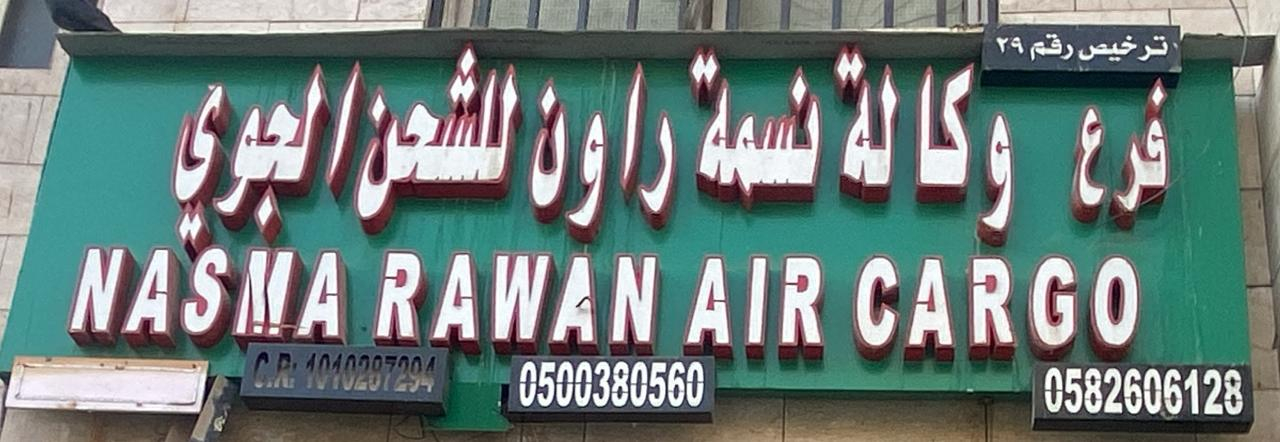 ترخيص رقم ٢٩
فرع وكالة نسمة راون للشحن الجوي
NASMA RAWAN AIR CARGO
C.R: 1010287294
0500380560
0582606128